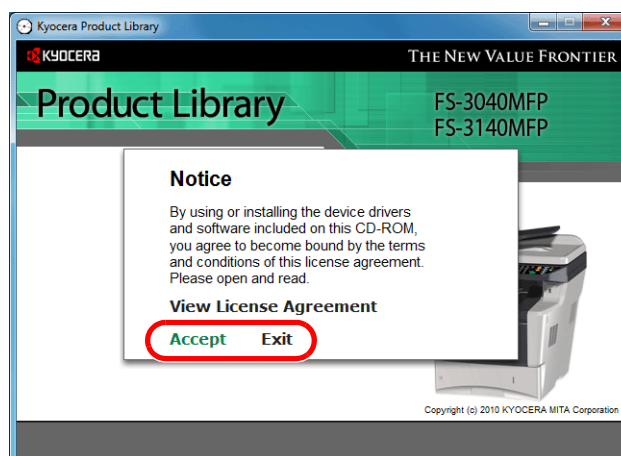 Kyocera Product Library
KYOCERA
THE NEW VALUE FRONTIER
Product Library
FS-3040MFP
FS-3140MFP
Notice
By using or installing the device drivers
and software included on this CD-ROM,
you agree to become bound by the terms
and conditions of this license agreement.
Please open and read.
View License Agreement
Accept Exit
Copyright (c) 2010 KYOCERA MITA Corporation